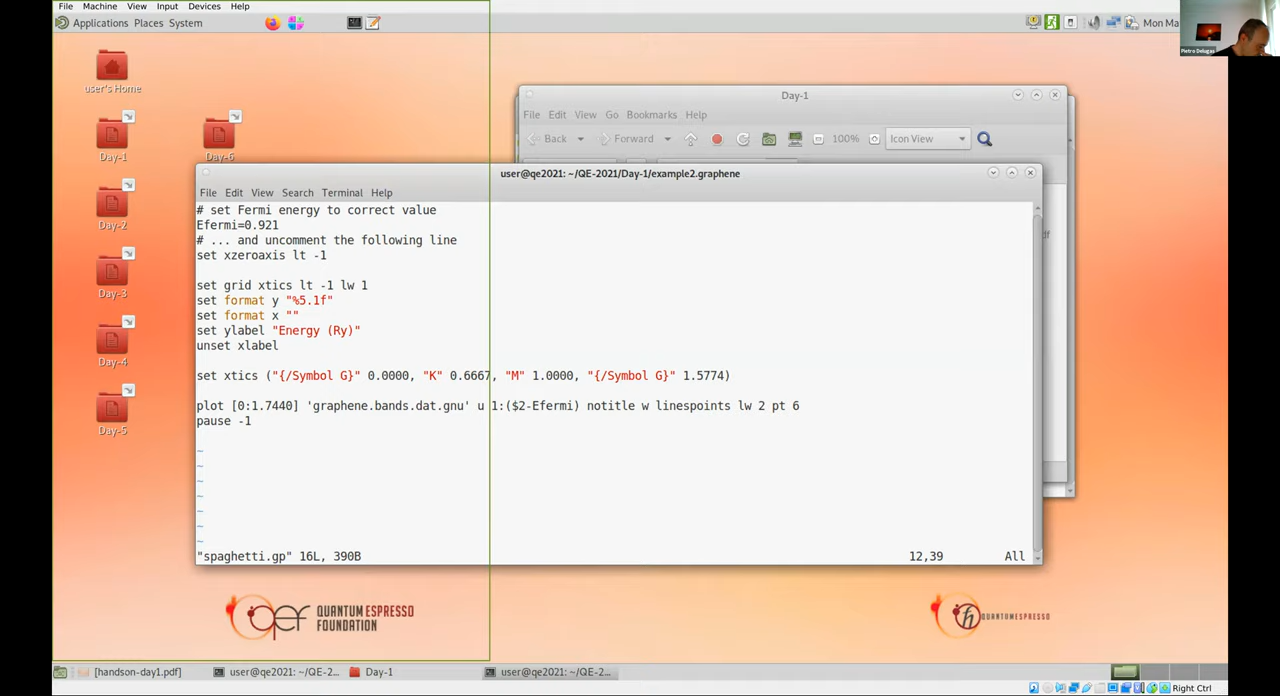 File Machine View Input Devices Help
Applications Places System
Mon Ma
Pietro Delugas
user's Home
Day-1
Day-6
Day-2
Day-3
Day-4
Day-5
Day-1
File Edit View Go Bookmarks Help
Back Forward 100% Icon View
df
user@qe2021: ~/QE-2021/Day-1/example2.graphene
File Edit View Search Terminal Help
# set Fermi energy to correct value
Efermi=0.921
# ... and uncomment the following line
set xzeroaxis lt -1
set grid xtics lt -1 lw 1
set format y "%5.1f"
set format x ""
set ylabel "Energy (Ry)"
unset xlabel
set xtics ("{/Symbol G}" 0.0000, "K" 0.6667, "M" 1.0000, "{/Symbol G}" 1.5774)
plot [0:1.7440] 'graphene.bands.dat.gnu' u 1:($2-Efermi) notitle w linespoints lw 2 pt 6
pause -1
~
~
~
~
~
~
~
"spaghetti.gp" 16L, 390B 12,39 All
qef QUANTUM ESPRESSO
FOUNDATION
QUANTUM ESPRESSO
[handson-day1.pdf] user@qe2021: ~/QE-2... Day-1 user@qe2021: ~/QE-2...
Right Ctrl